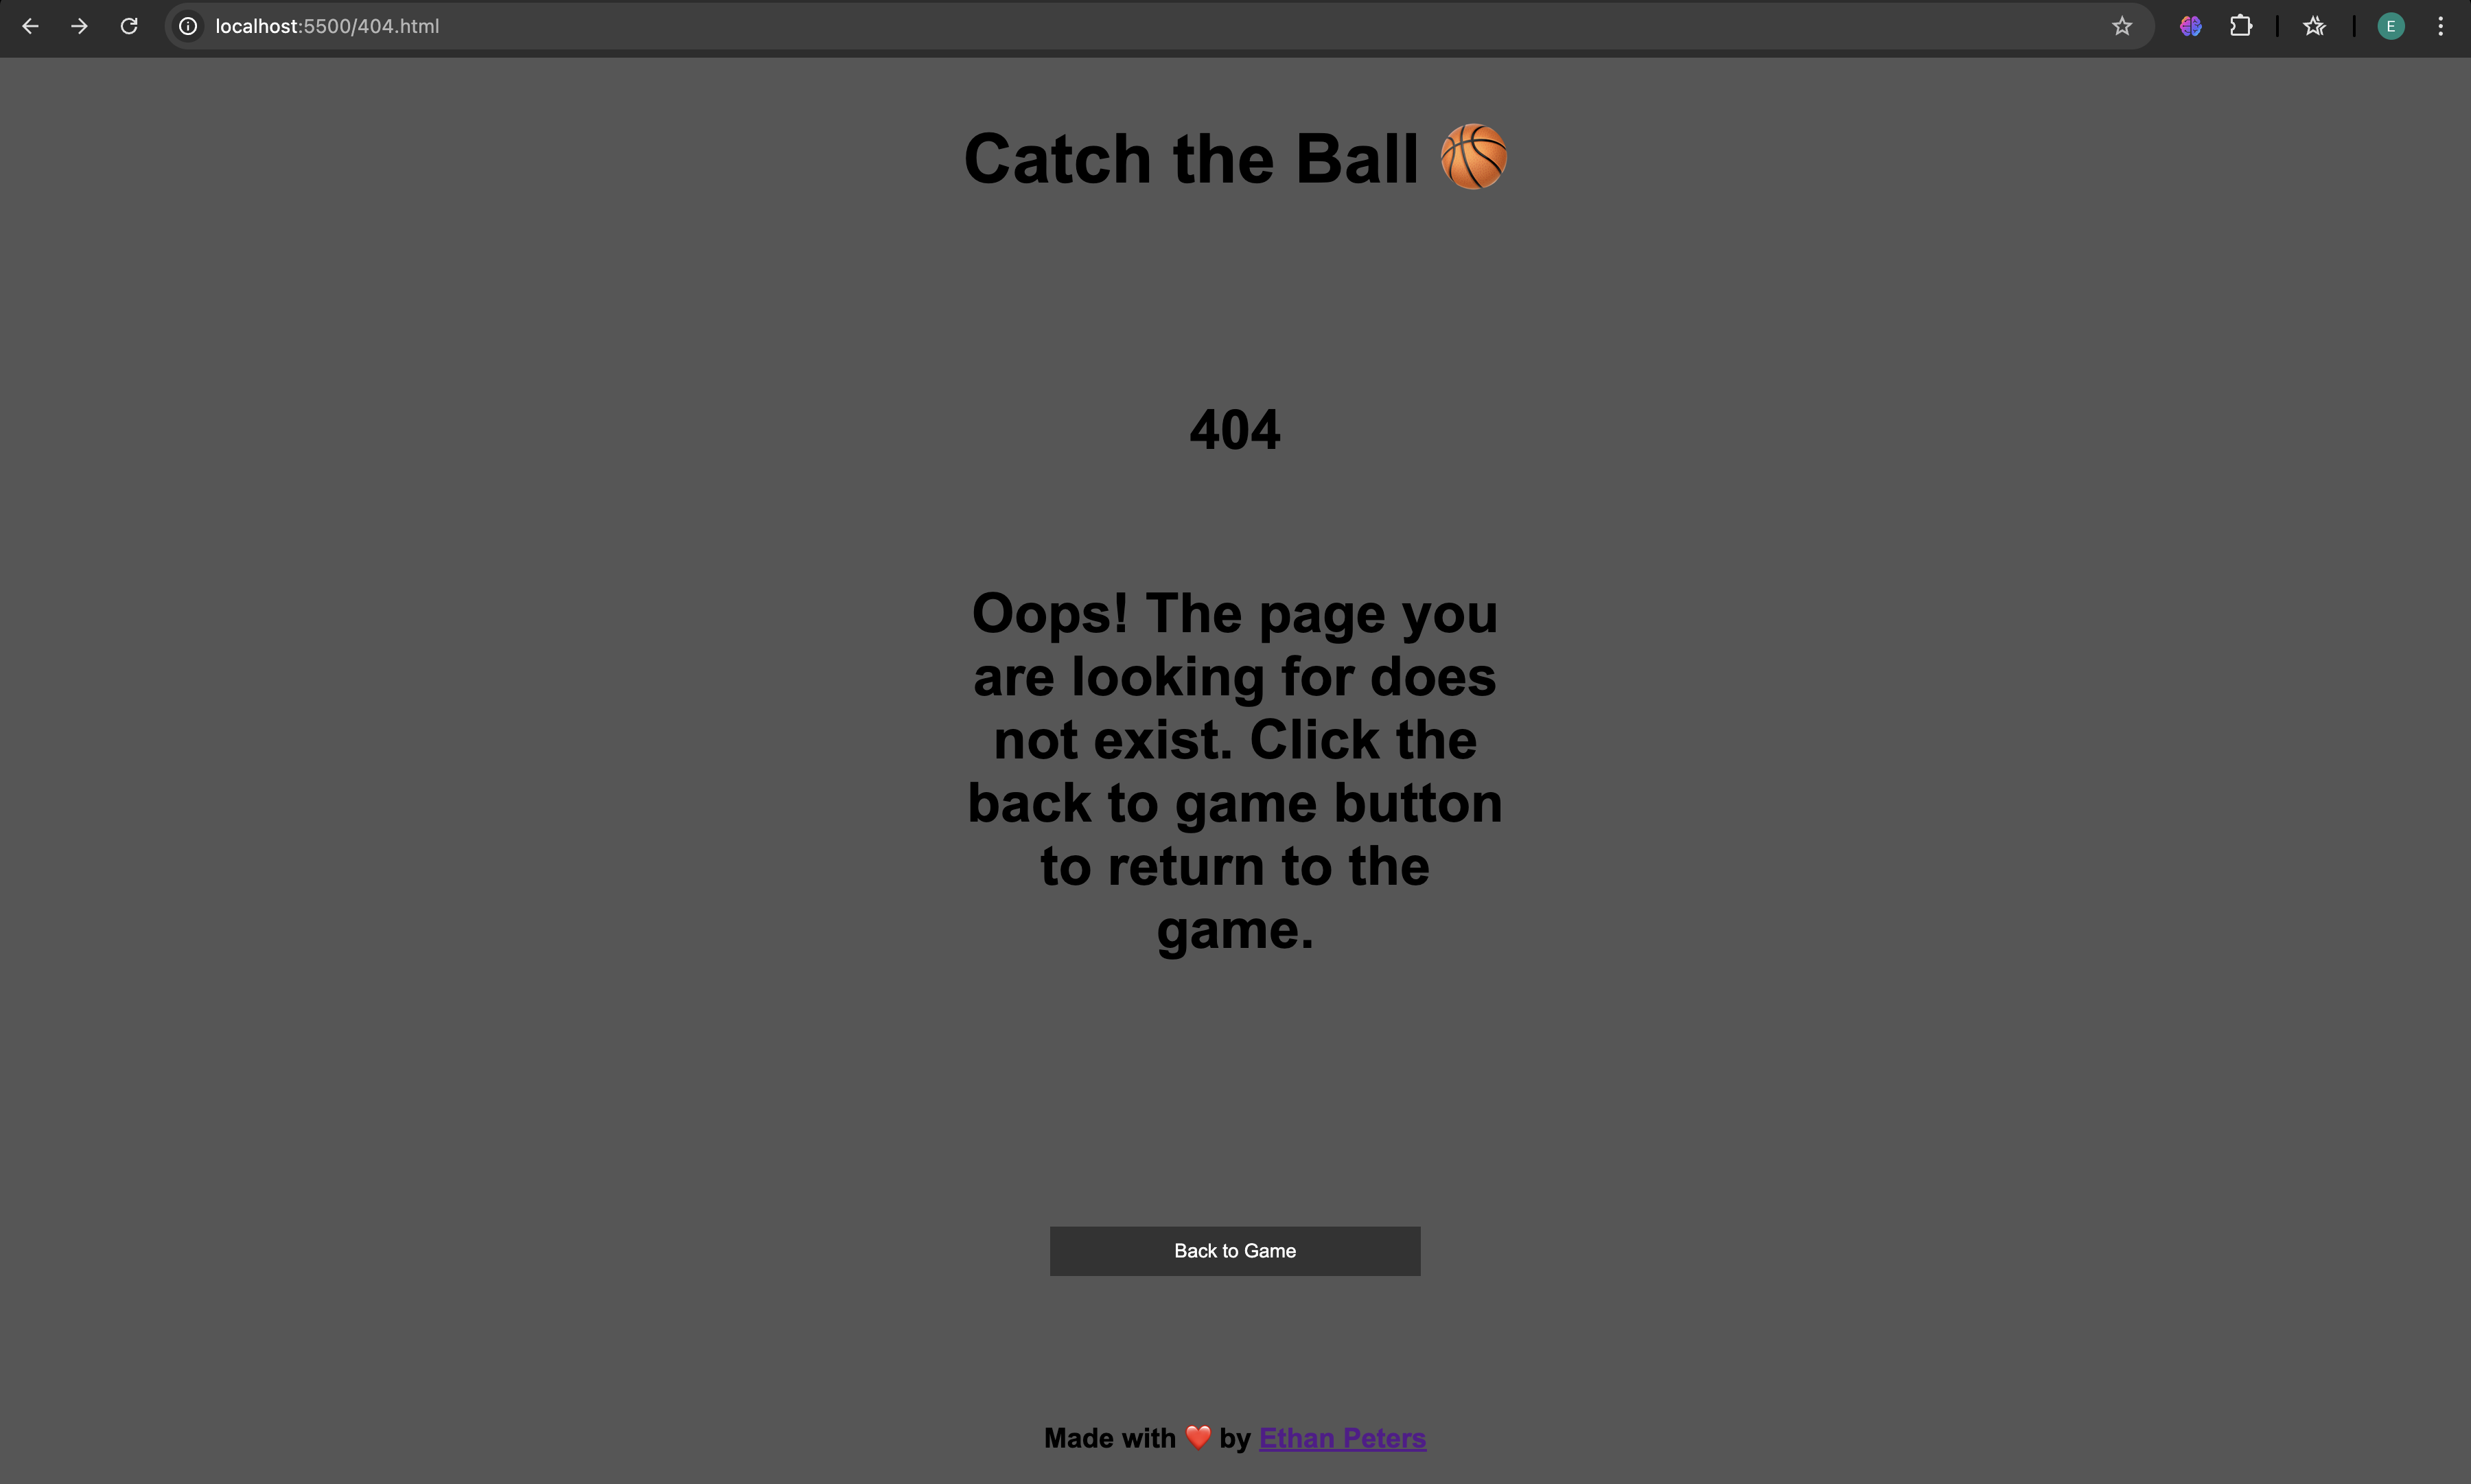 localhost:5500/404.html
E
Catch the Ball 🏀
404
Oops! The page you
are looking for does
not exist. Click the
back to game button
to return to the
game.
Back to Game
Made with ❤️ by Ethan Peters